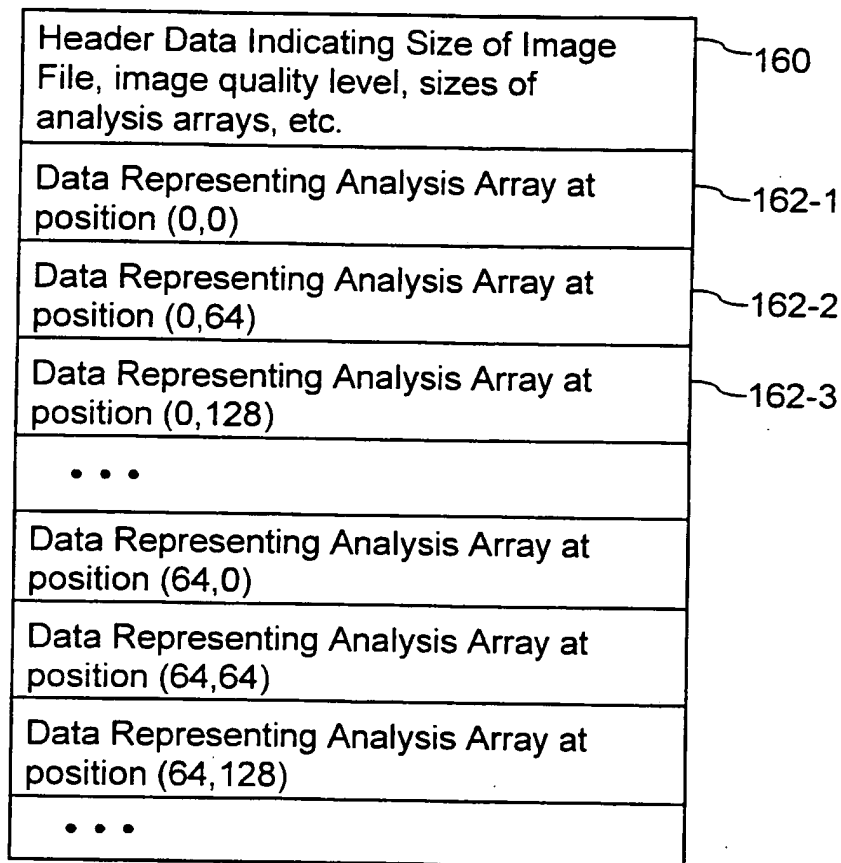 Header Data Indicating Size of Image
File, image quality level, sizes of
analysis arrays, etc.
160
Data Representing Analysis Array at
position (0,0)
162-1
Data Representing Analysis Array at
position (0,64)
162-2
Data Representing Analysis Array at
position (0,128)
162-3
• • •
Data Representing Analysis Array at
position (64,0)
Data Representing Analysis Array at
position (64,64)
Data Representing Analysis Array at
position (64,128)
• • •